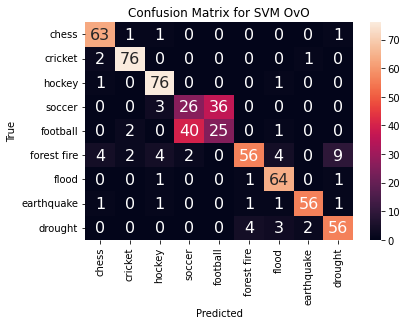 Confusion Matrix for SVM OvO
True
chess 63 1 1 0 0 0 0 0 1
cricket 2 76 0 0 0 0 0 1 0
hockey 1 0 76 0 0 0 1 0 0
soccer 0 0 3 26 36 0 0 0 0
football 0 2 0 40 25 0 1 0 0
forest fire 4 2 4 2 0 56 4 0 9
flood 0 0 1 0 0 1 64 0 1
earthquake 1 0 1 0 0 1 1 56 1
drought 0 0 0 0 0 4 3 2 56
chess cricket hockey soccer football forest fire flood earthquake drought
Predicted
70
60
50
40
30
20
10
0